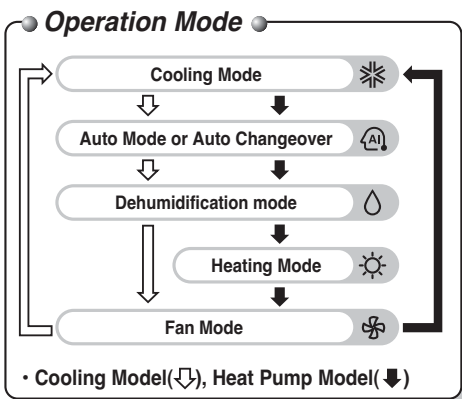 Operation Mode
Cooling Mode
Auto Mode or Auto Changeover
AI
Dehumidification mode
Heating Mode
Fan Mode
· Cooling Model(⇩), Heat Pump Model(⬇)